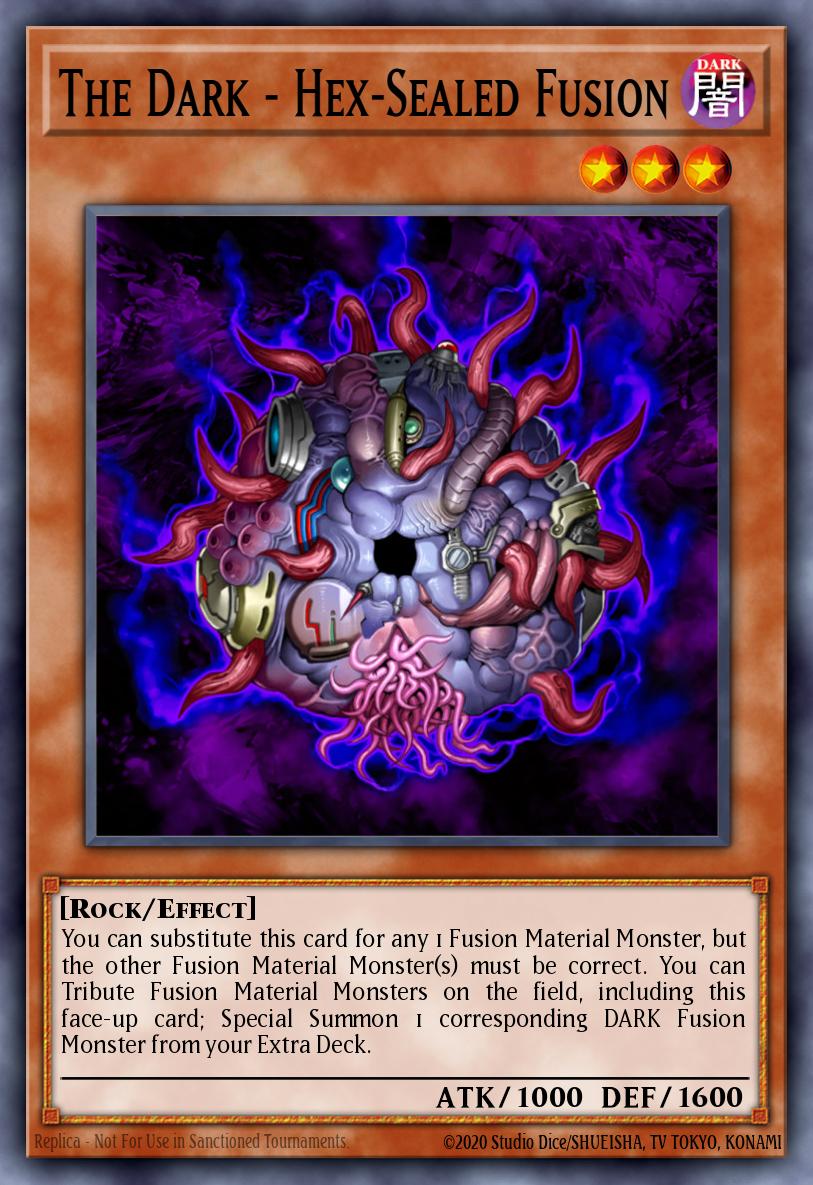 The Dark - Hex-Sealed Fusion
DARK
闇
[Rock/Effect]
You can substitute this card for any 1 Fusion Material Monster, but
the other Fusion Material Monster(s) must be correct. You can
Tribute Fusion Material Monsters on the field, including this
face-up card; Special Summon 1 corresponding DARK Fusion
Monster from your Extra Deck.
ATK/1000 DEF/1600
Replica - Not For Use in Sanctioned Tournaments.
©2020 Studio Dice/SHUEISHA, TV TOKYO, KONAMI